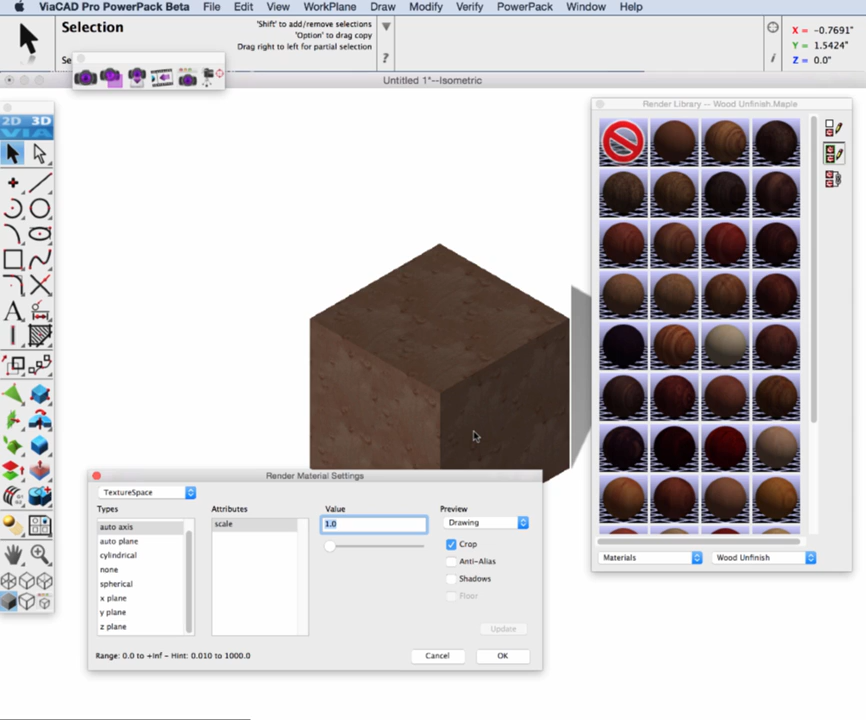 ViaCAD Pro PowerPack Beta File Edit View WorkPlane Draw Modify Verify PowerPack Window Help
Selection
'Shift' to add/remove selections
'Option' to drag copy
Drag right to left for partial selection
Se
?
i
X = -0.7691"
Y = 1.5424"
Z = 0.0"
Untitled 1*--Isometric
2D 3D
VIA
A
Render Library -- Wood Unfinish.Maple
Materials
Wood Unfinish
Render Material Settings
TextureSpace
Types
auto axis
auto plane
cylindrical
none
spherical
x plane
y plane
z plane
Attributes
scale
Value
1.0
Preview
Drawing
Crop
Anti-Alias
Shadows
Floor
Update
Range: 0.0 to +Inf - Hint: 0.010 to 1000.0
Cancel
OK